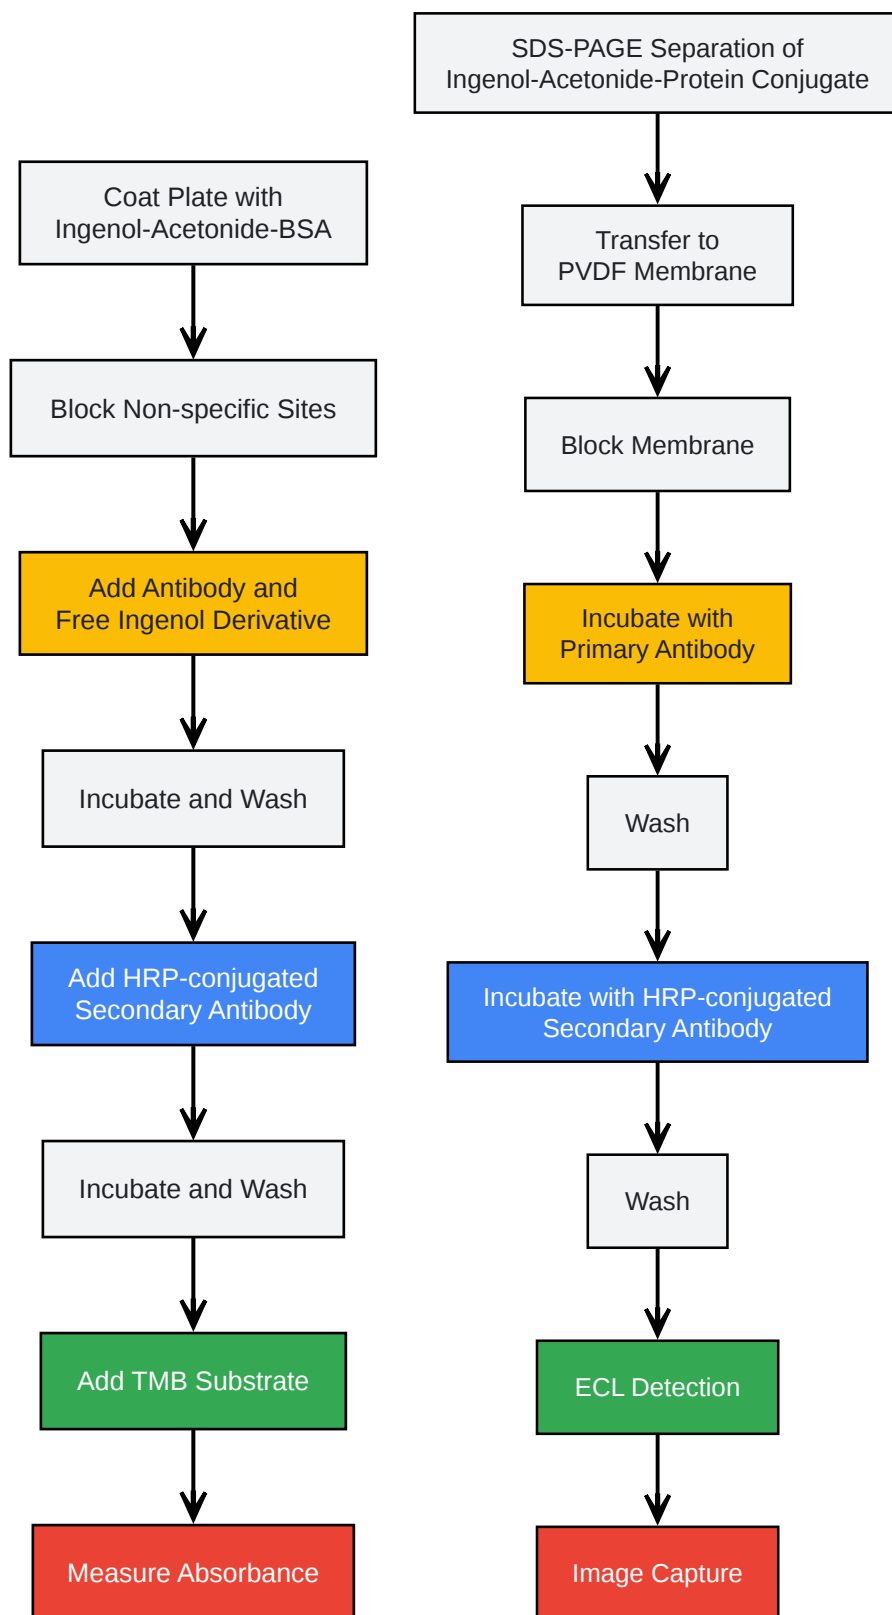 Coat Plate with
Ingenol-Acetonide-BSA
Block Non-specific Sites
Add Antibody and
Free Ingenol Derivative
Incubate and Wash
Add HRP-conjugated
Secondary Antibody
Incubate and Wash
Add TMB Substrate
Measure Absorbance
SDS-PAGE Separation of
Ingenol-Acetonide-Protein Conjugate
Transfer to
PVDF Membrane
Block Membrane
Incubate with
Primary Antibody
Wash
Incubate with HRP-conjugated
Secondary Antibody
Wash
ECL Detection
Image Capture